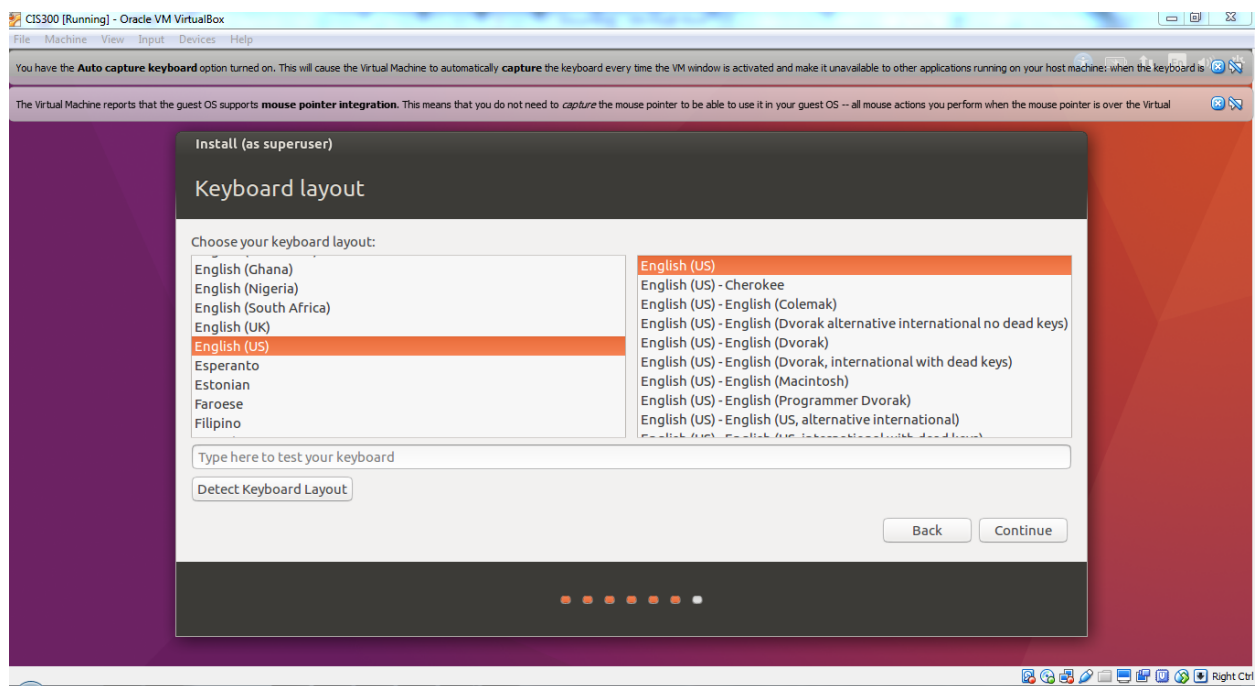 CIS300 [Running] - Oracle VM VirtualBox
File Machine View Input Devices Help
You have the Auto capture keyboard option turned on. This will cause the Virtual Machine to automatically capture the keyboard every time the VM window is activated and make it unavailable to other applications running on your host machine: when the keyboard is
The Virtual Machine reports that the guest OS supports mouse pointer integration. This means that you do not need to capture the mouse pointer to be able to use it in your guest OS -- all mouse actions you perform when the mouse pointer is over the Virtual
Install (as superuser)
Keyboard layout
Choose your keyboard layout:
English (Ghana)
English (Nigeria)
English (South Africa)
English (UK)
English (US)
Esperanto
Estonian
Faroese
Filipino
English (US)
English (US) - Cherokee
English (US) - English (Colemak)
English (US) - English (Dvorak alternative international no dead keys)
English (US) - English (Dvorak)
English (US) - English (Dvorak, international with dead keys)
English (US) - English (Macintosh)
English (US) - English (Programmer Dvorak)
English (US) - English (US, alternative international)
English (US) - English (US, international with dead keys)
Type here to test your keyboard
Detect Keyboard Layout
Back Continue
Right Ctrl